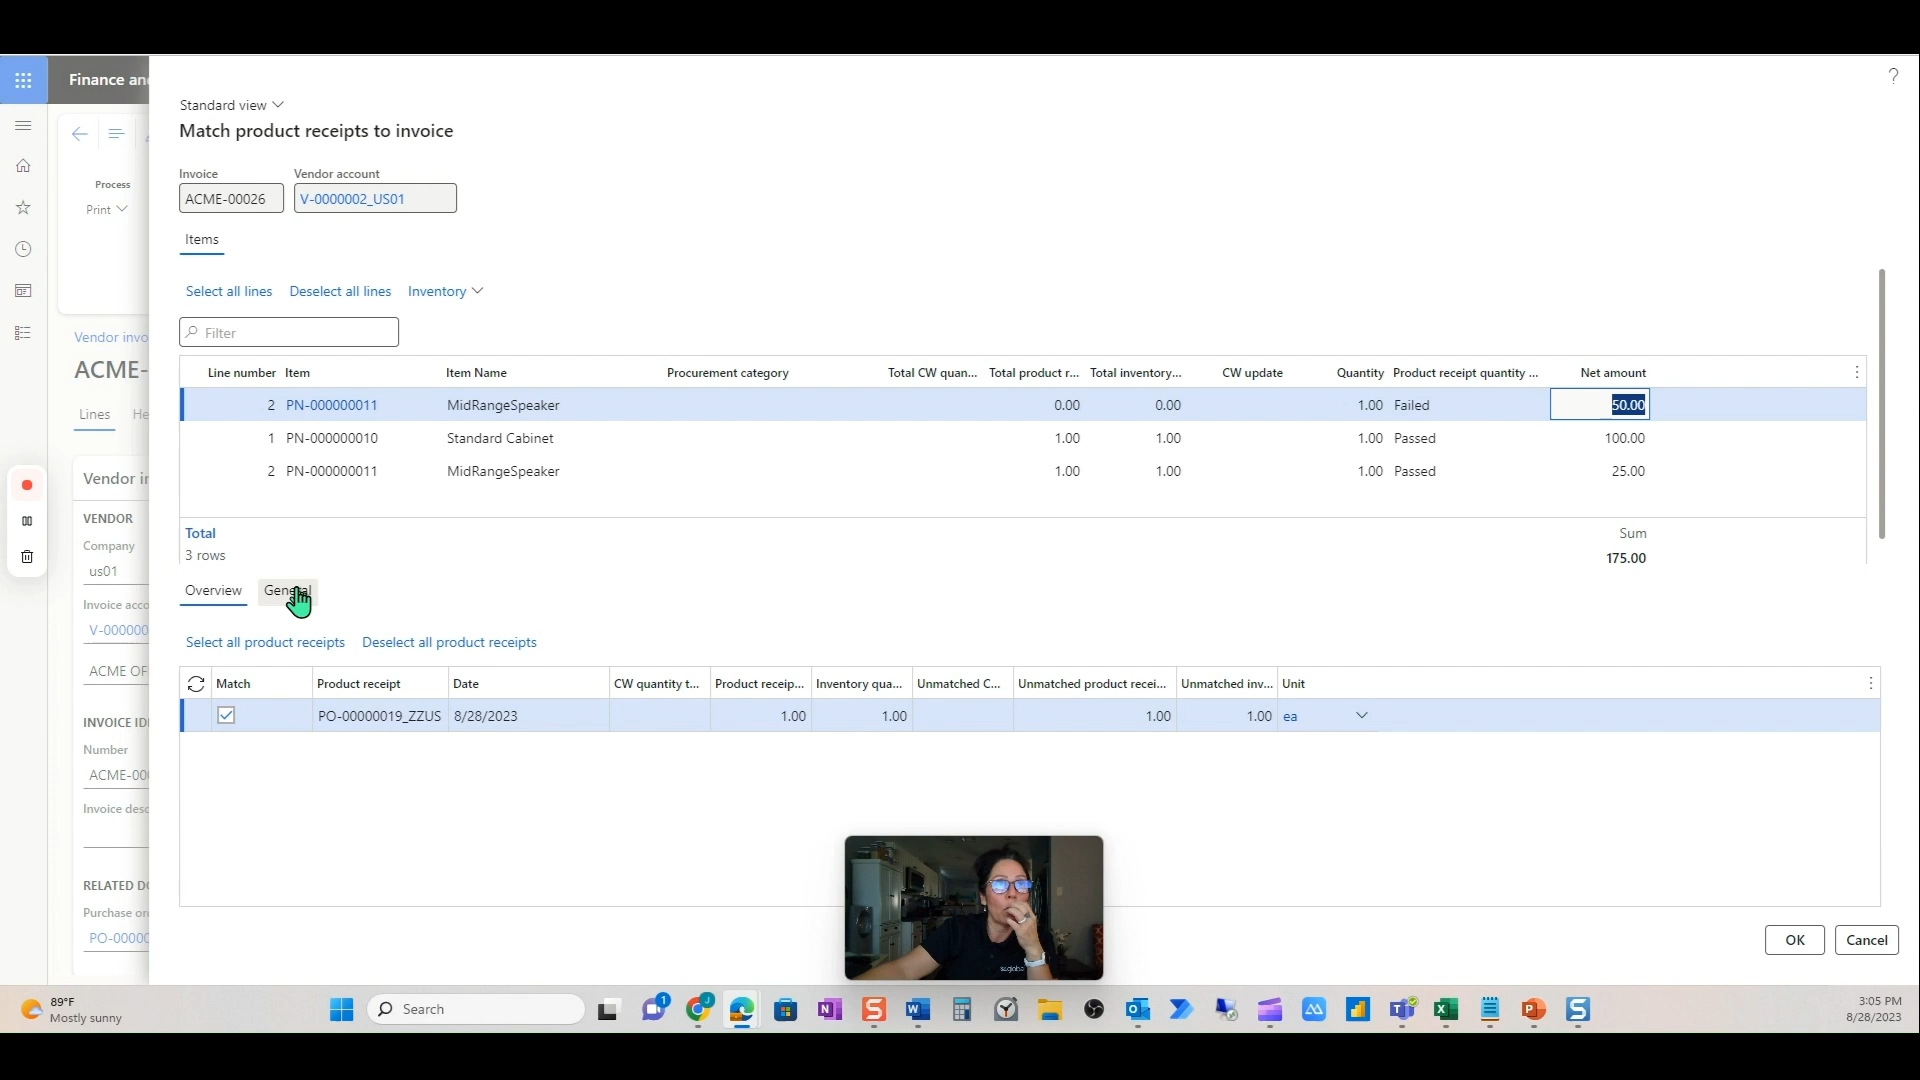 Finance an
?
Standard view
Match product receipts to invoice
Invoice
Vendor account
ACME-00026
V-0000002_US01
Process
Print
Items
Select all lines Deselect all lines Inventory
Filter
Vendor invo
ACME-
Lines He
Line number Item Item Name Procurement category Total CW quan... Total product r... Total inventory... CW update Quantity Product receipt quantity ... Net amount
2 PN-000000011 MidRangeSpeaker 0.00 0.00 1.00 Failed 50.00
1 PN-000000010 Standard Cabinet 1.00 1.00 1.00 Passed 100.00
2 PN-000000011 MidRangeSpeaker 1.00 1.00 1.00 Passed 25.00
Total Sum
3 rows 175.00
Vendor in
VENDOR
Company
us01
Invoice acco
V-000000
ACME OF
INVOICE ID
Number
ACME-000
Invoice desc
RELATED DO
Purchase ord
PO-00000
Overview General
Select all product receipts Deselect all product receipts
Match Product receipt Date CW quantity t... Product receip... Inventory qua... Unmatched C... Unmatched product recei... Unmatched inv... Unit
PO-00000019_ZZUS 8/28/2023 1.00 1.00 1.00 1.00 ea
OK Cancel
89°F
Mostly sunny
Search
1
3:05 PM
8/28/2023